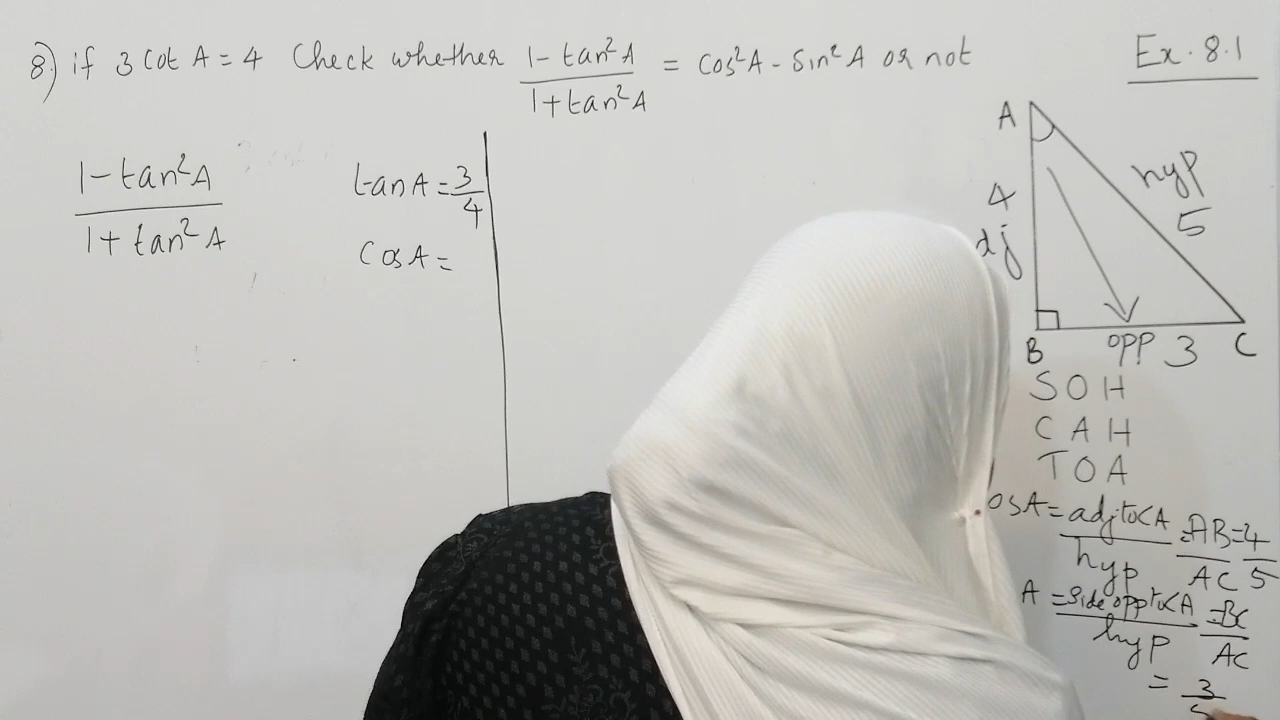 8.) if 3 Cot A = 4 Check whether 1 - tan²A / 1 + tan²A = Cos²A - Sin²A or not
Ex. 8.1
1 - tan²A
1 + tan²A
tan A = 3/4
Cos A =
A
4
hyp
5
B
opp 3
C
S O H
C A H
T O A
osA = adj to <A / hyp = AB / AC = 4 / 5
A = Side opp to <A / hyp = BC / AC
= 3